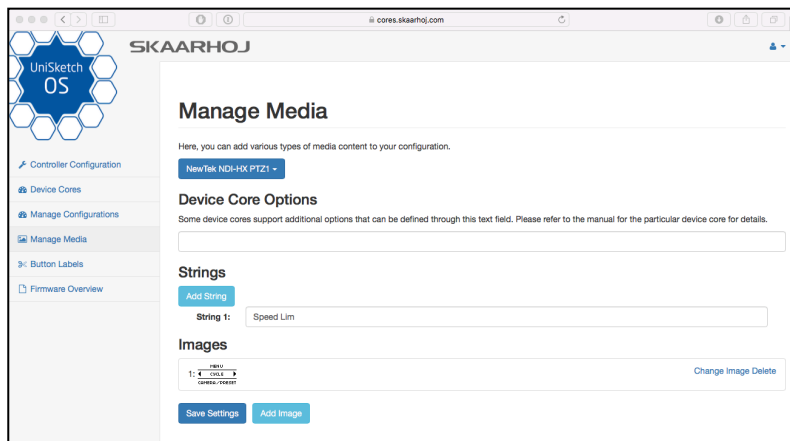 cores.skaarhoj.com
UniSketch
OS
SKAARHOJ
Controller Configuration
Device Cores
Manage Configurations
Manage Media
Button Labels
Firmware Overview
Manage Media
Here, you can add various types of media content to your configuration.
NewTek NDI-HX PTZ1
Device Core Options
Some device cores support additional options that can be defined through this text field. Please refer to the manual for the particular device core for details.
Strings
Add String
String 1: Speed Lim
Images
MENU
1: CYCLE
CAMERA/PRESET
Change Image Delete
Save Settings Add Image